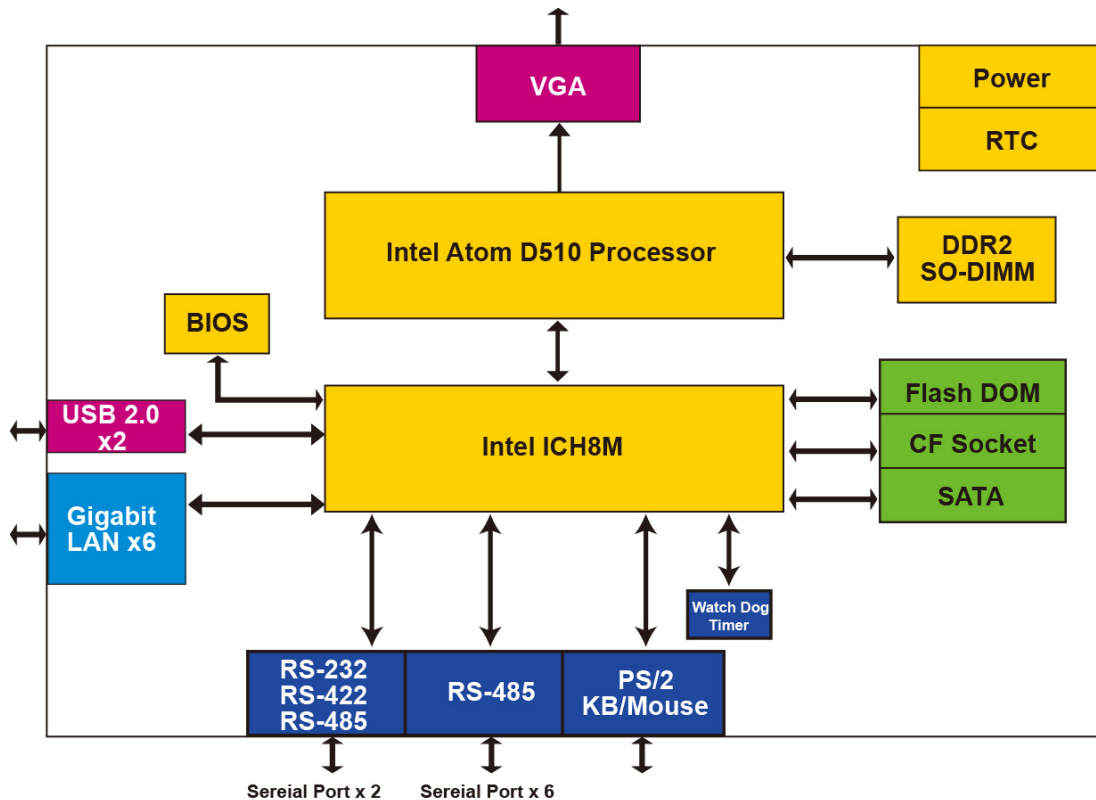 VGA
Power
RTC
Intel Atom D510 Processor
DDR2
SO-DIMM
BIOS
USB 2.0
x2
Intel ICH8M
Flash DOM
CF Socket
SATA
Gigabit
LAN x6
Watch Dog
Timer
RS-232
RS-422
RS-485
RS-485
PS/2
KB/Mouse
Sereial Port x 2
Sereial Port x 6